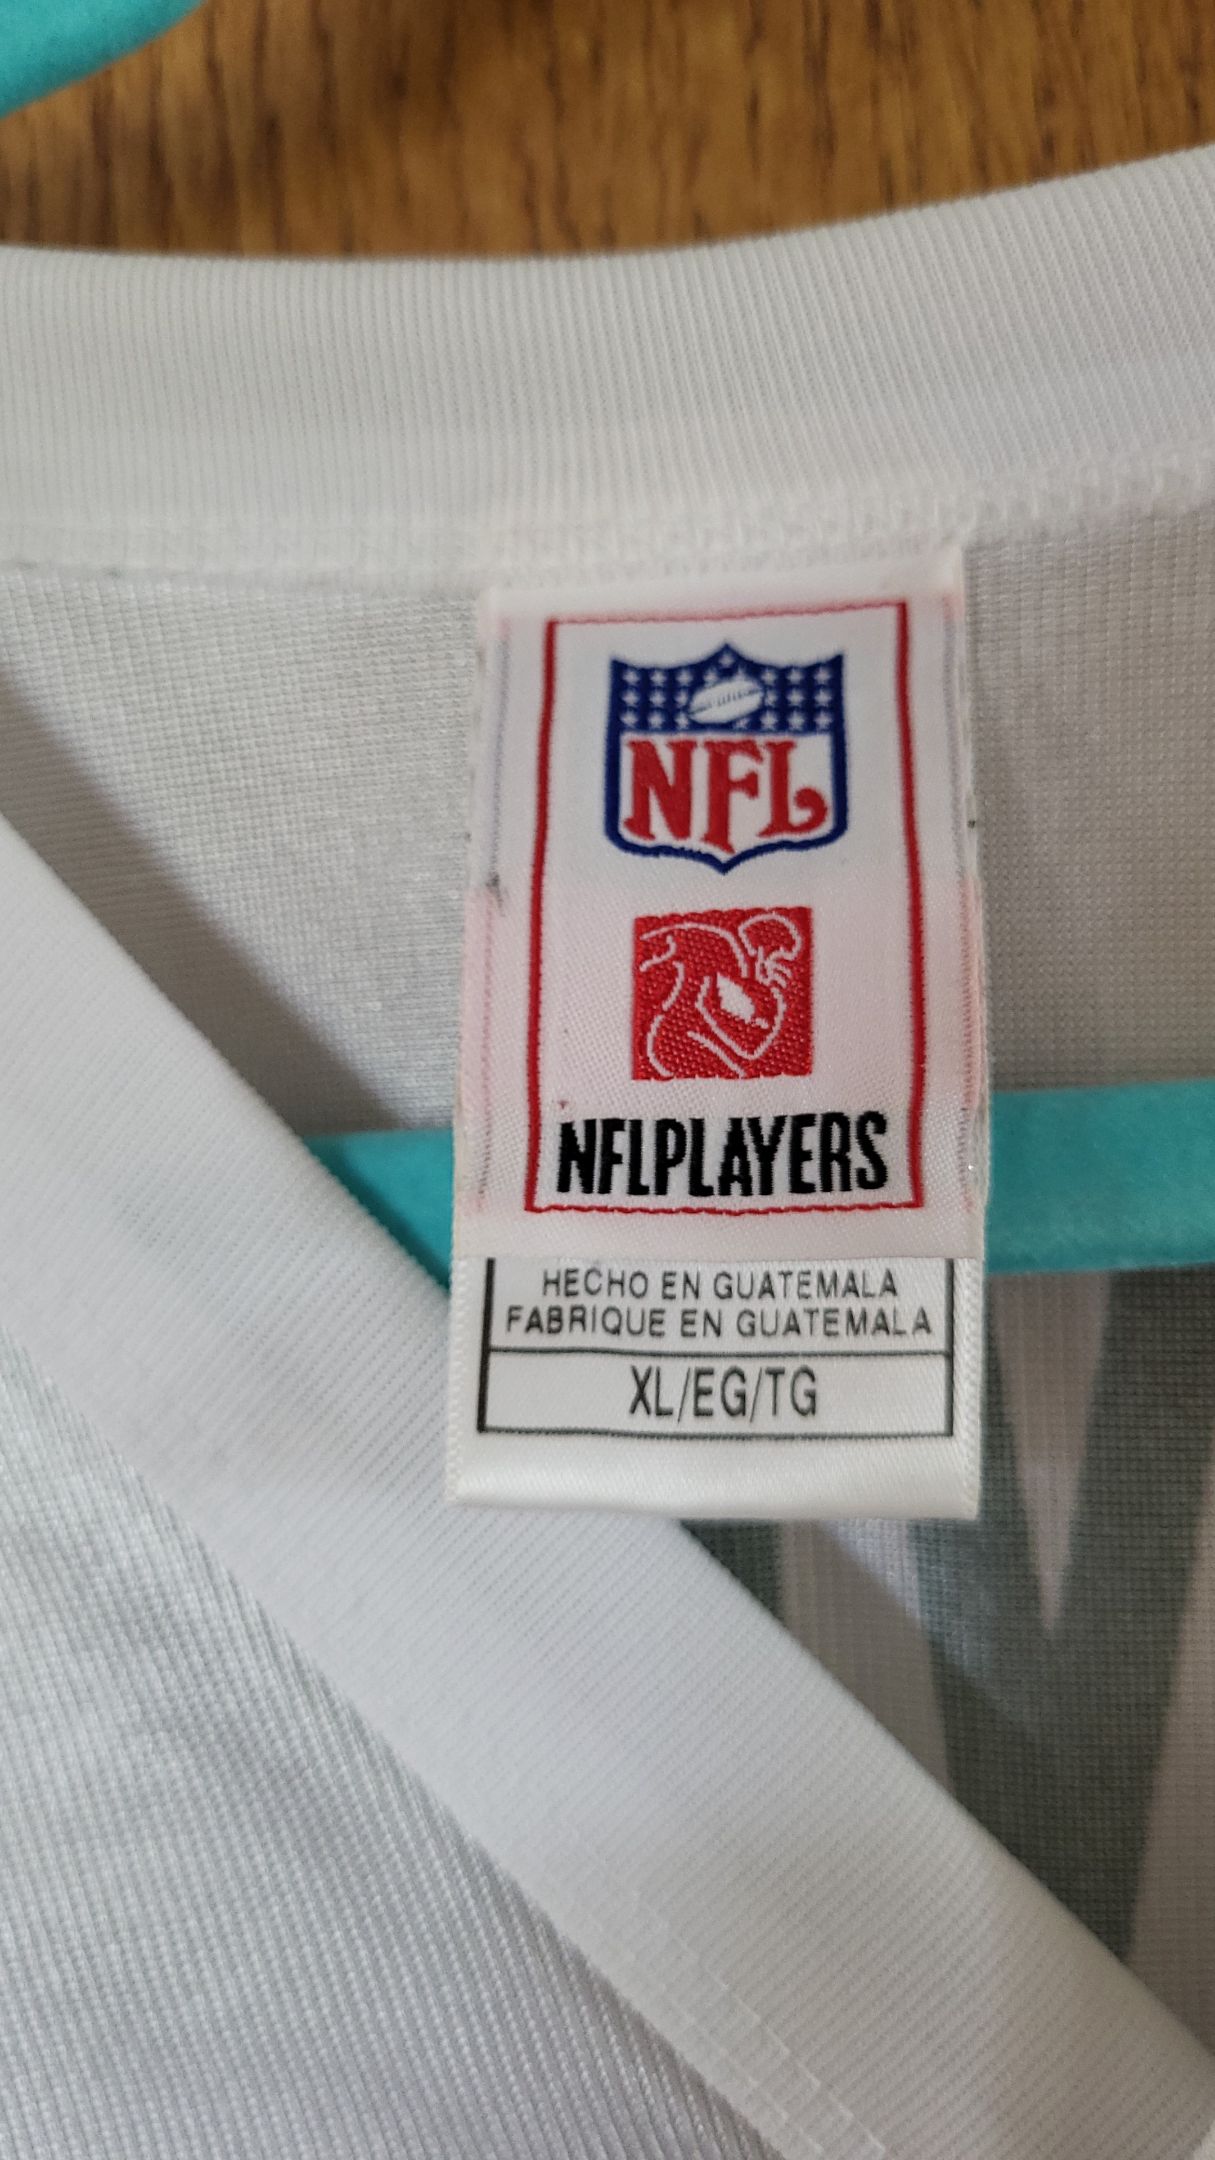 NFL
NFLPLAYERS
HECHO EN GUATEMALA
FABRIQUE EN GUATEMALA
XL/EG/TG